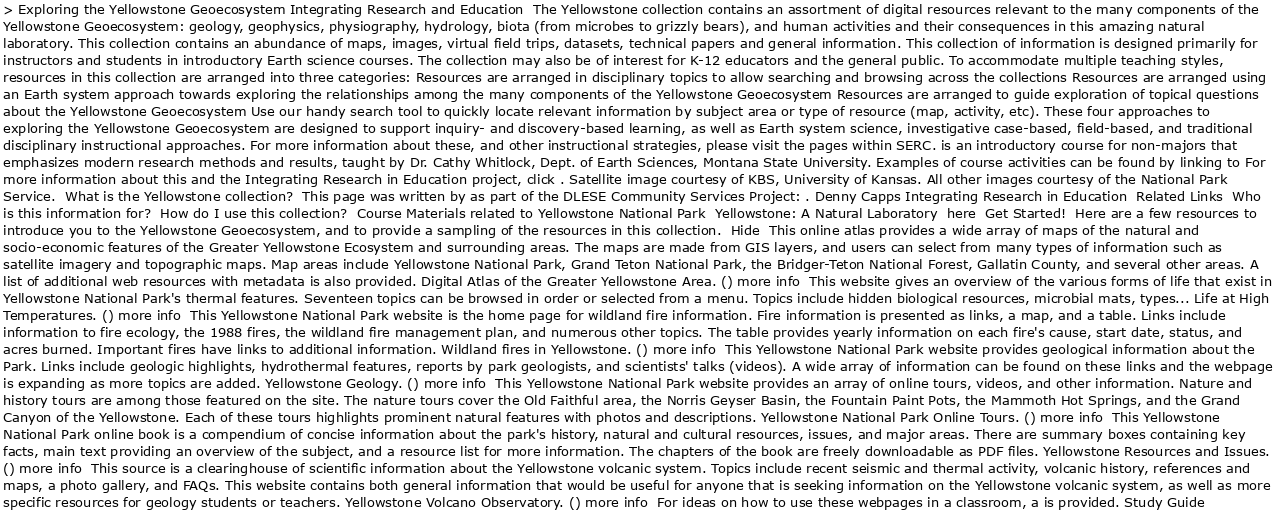 > Exploring the Yellowstone Geoecosystem Integrating Research and Education  The Yellowstone collection contains an assortment of digital resources relevant to the many components of the
Yellowstone Geoecosystem: geology, geophysics, physiography, hydrology, biota (from microbes to grizzly bears), and human activities and their consequences in this amazing natural
laboratory. This collection contains an abundance of maps, images, virtual field trips, datasets, technical papers and general information. This collection of information is designed primarily for
instructors and students in introductory Earth science courses. The collection may also be of interest for K-12 educators and the general public. To accommodate multiple teaching styles,
resources in this collection are arranged into three categories: Resources are arranged in disciplinary topics to allow searching and browsing across the collections Resources are arranged using
an Earth system approach towards exploring the relationships among the many components of the Yellowstone Geoecosystem Resources are arranged to guide exploration of topical questions
about the Yellowstone Geoecosystem Use our handy search tool to quickly locate relevant information by subject area or type of resource (map, activity, etc). These four approaches to
exploring the Yellowstone Geoecosystem are designed to support inquiry- and discovery-based learning, as well as Earth system science, investigative case-based, field-based, and traditional
disciplinary instructional approaches. For more information about these, and other instructional strategies, please visit the pages within SERC. is an introductory course for non-majors that
emphasizes modern research methods and results, taught by Dr. Cathy Whitlock, Dept. of Earth Sciences, Montana State University. Examples of course activities can be found by linking to For
more information about this and the Integrating Research in Education project, click . Satellite image courtesy of KBS, University of Kansas. All other images courtesy of the National Park
Service.  What is the Yellowstone collection?  This page was written by as part of the DLESE Community Services Project: . Denny Capps Integrating Research in Education  Related Links  Who
is this information for?  How do I use this collection?  Course Materials related to Yellowstone National Park  Yellowstone: A Natural Laboratory  here  Get Started!  Here are a few resources to
introduce you to the Yellowstone Geoecosystem, and to provide a sampling of the resources in this collection.  Hide  This online atlas provides a wide array of maps of the natural and
socio-economic features of the Greater Yellowstone Ecosystem and surrounding areas. The maps are made from GIS layers, and users can select from many types of information such as
satellite imagery and topographic maps. Map areas include Yellowstone National Park, Grand Teton National Park, the Bridger-Teton National Forest, Gallatin County, and several other areas. A
list of additional web resources with metadata is also provided. Digital Atlas of the Greater Yellowstone Area. () more info  This website gives an overview of the various forms of life that exist in
Yellowstone National Park's thermal features. Seventeen topics can be browsed in order or selected from a menu. Topics include hidden biological resources, microbial mats, types... Life at High
Temperatures. () more info  This Yellowstone National Park website is the home page for wildland fire information. Fire information is presented as links, a map, and a table. Links include
information to fire ecology, the 1988 fires, the wildland fire management plan, and numerous other topics. The table provides yearly information on each fire's cause, start date, status, and
acres burned. Important fires have links to additional information. Wildland fires in Yellowstone. () more info  This Yellowstone National Park website provides geological information about the
Park. Links include geologic highlights, hydrothermal features, reports by park geologists, and scientists' talks (videos). A wide array of information can be found on these links and the webpage
is expanding as more topics are added. Yellowstone Geology. () more info  This Yellowstone National Park website provides an array of online tours, videos, and other information. Nature and
history tours are among those featured on the site. The nature tours cover the Old Faithful area, the Norris Geyser Basin, the Fountain Paint Pots, the Mammoth Hot Springs, and the Grand
Canyon of the Yellowstone. Each of these tours highlights prominent natural features with photos and descriptions. Yellowstone National Park Online Tours. () more info  This Yellowstone
National Park online book is a compendium of concise information about the park's history, natural and cultural resources, issues, and major areas. There are summary boxes containing key
facts, main text providing an overview of the subject, and a resource list for more information. The chapters of the book are freely downloadable as PDF files. Yellowstone Resources and Issues.
() more info  This source is a clearinghouse of scientific information about the Yellowstone volcanic system. Topics include recent seismic and thermal activity, volcanic history, references and
maps, a photo gallery, and FAQs. This website contains both general information that would be useful for anyone that is seeking information on the Yellowstone volcanic system, as well as more
specific resources for geology students or teachers. Yellowstone Volcano Observatory. () more info  For ideas on how to use these webpages in a classroom, a is provided. Study Guide